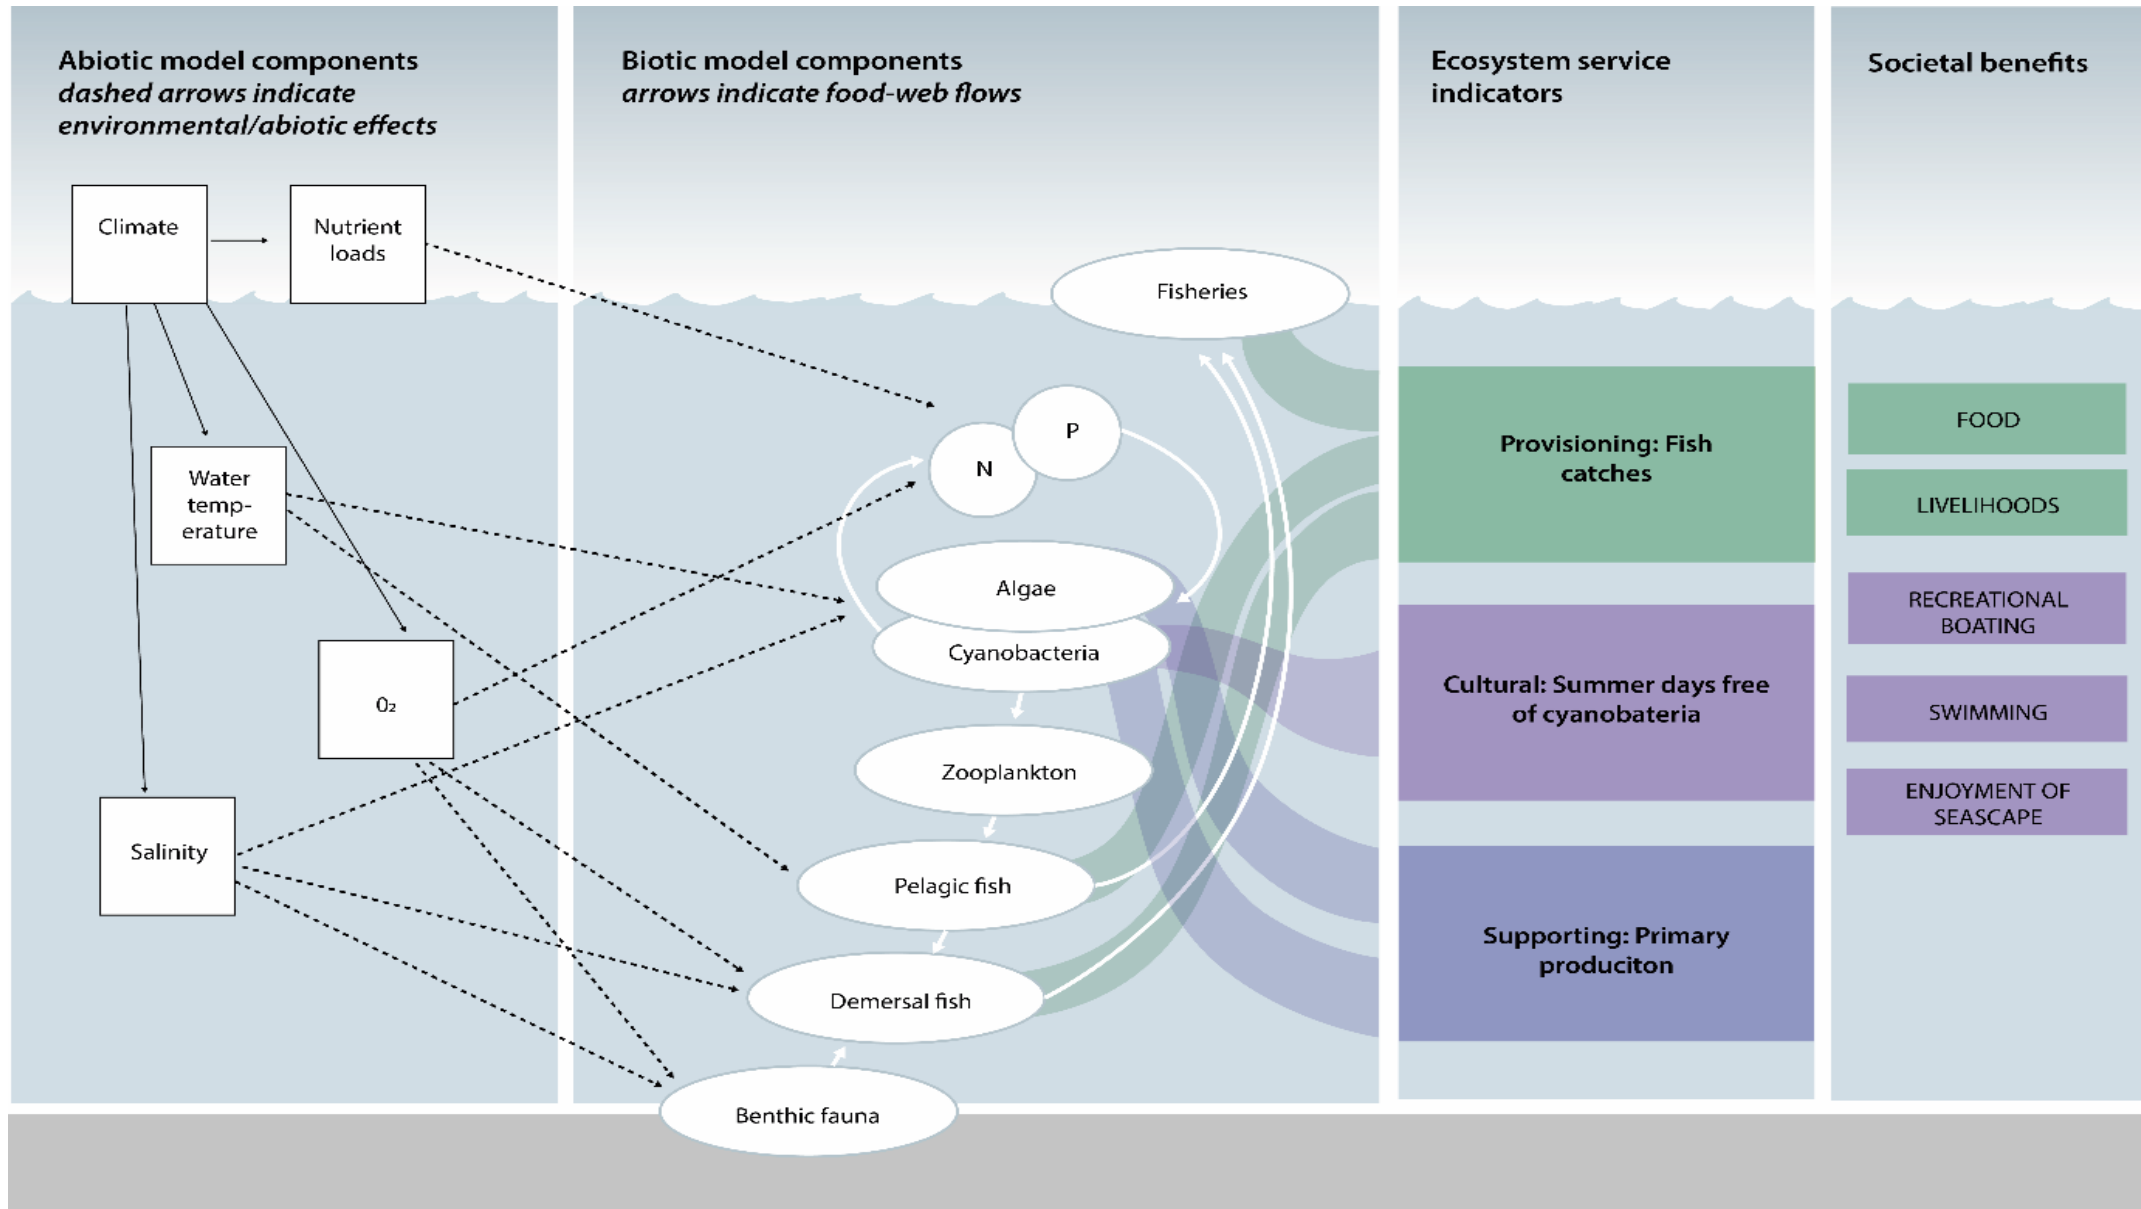 Abiotic model components
dashed arrows indicate
environmental/abiotic effects
Climate
Nutrient
loads
Water
temp-
erature
0₂
Salinity
Biotic model components
arrows indicate food-web flows
Fisheries
P
N
Algae
Cyanobacteria
Zooplankton
Pelagic fish
Demersal fish
Benthic fauna
Ecosystem service
indicators
Provisioning: Fish
catches
Cultural: Summer days free
of cyanobateria
Supporting: Primary
produciton
Societal benefits
FOOD
LIVELIHOODS
RECREATIONAL
BOATING
SWIMMING
ENJOYMENT OF
SEASCAPE